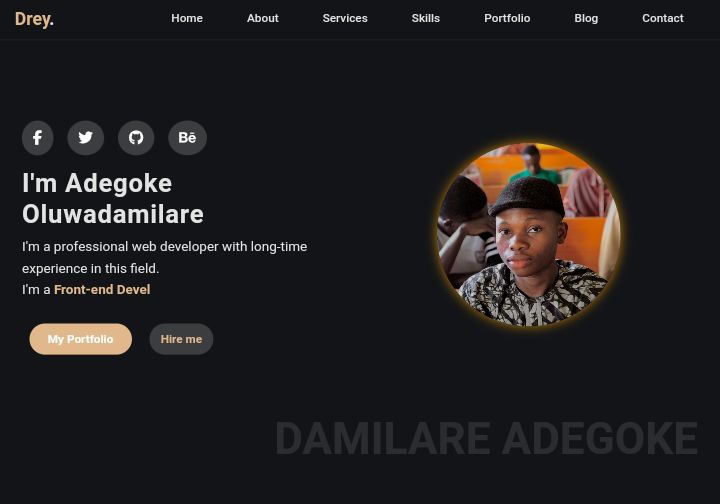 Drey.
Home About Services Skills Portfolio Blog Contact
Bē
I'm Adegoke
Oluwadamilare
I'm a professional web developer with long-time
experience in this field.
I'm a Front-end Devel
My Portfolio Hire me
DAMILARE ADEGOKE